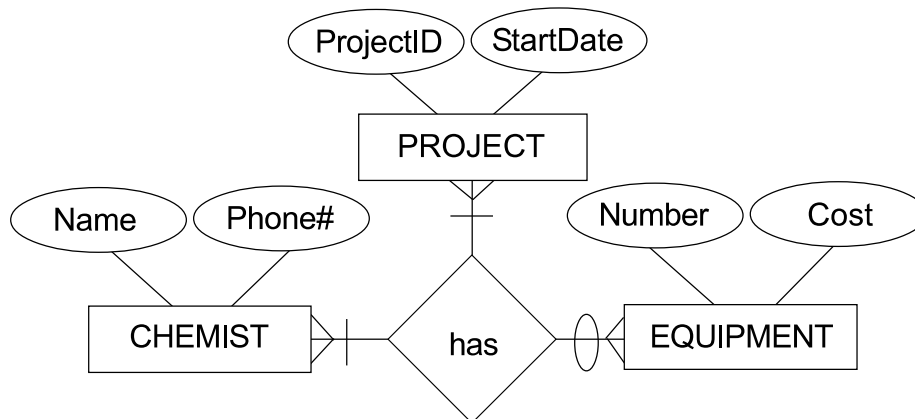 ProjectID StartDate
PROJECT
Name Phone# Number Cost
CHEMIST has EQUIPMENT